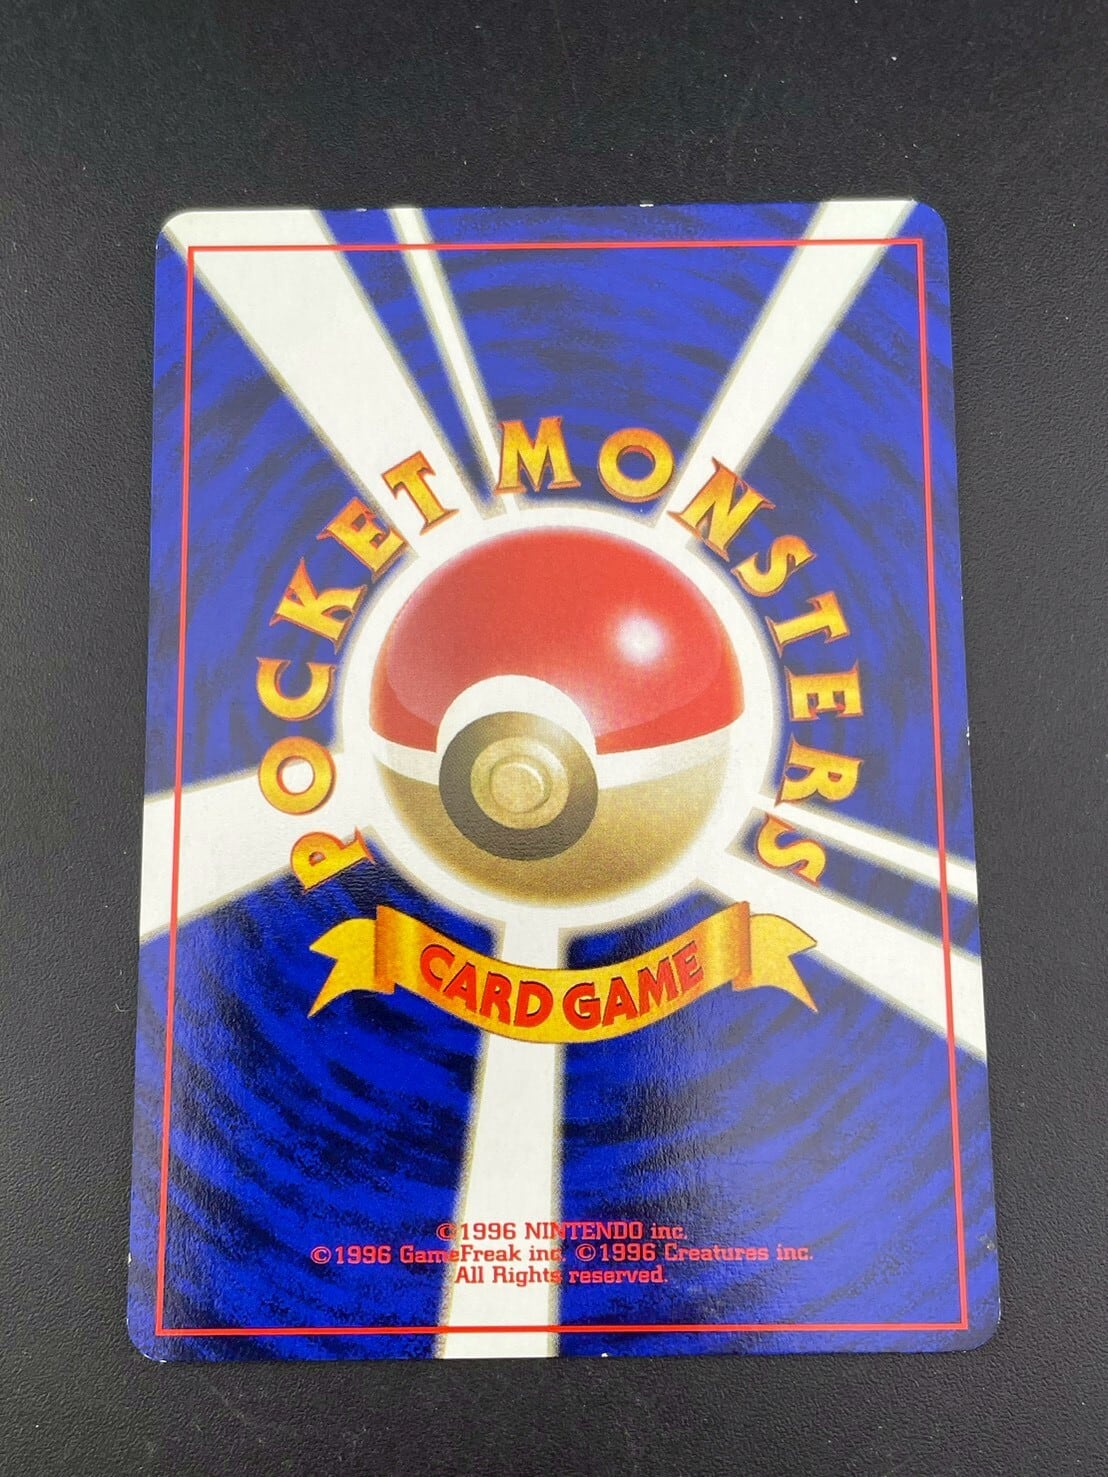 POCKET MONSTERS
CARD GAME
©1996 NINTENDO inc.
©1996 GameFreak inc. ©1996 Creatures inc.
All Rights reserved.